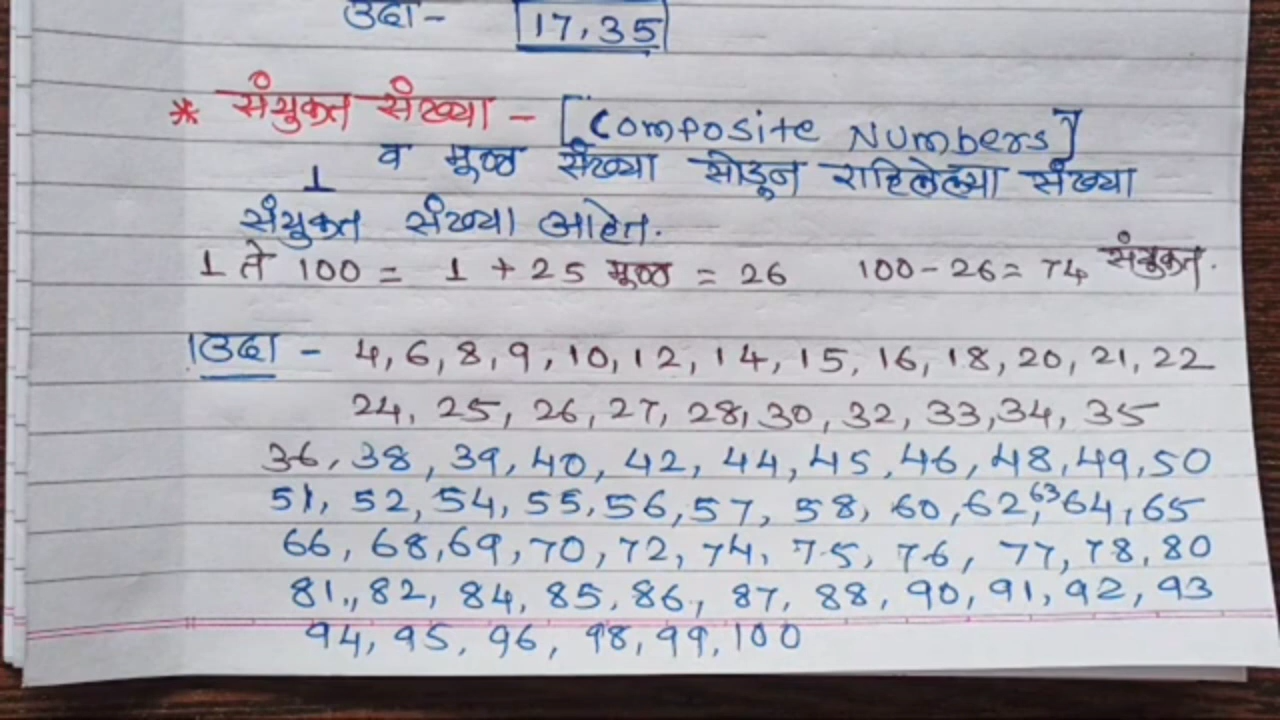 उदा- 17,35
* संयुक्त संख्या - [Composite Numbers]
1 व मूळ संख्या सोडून राहिलेल्या संख्या
संयुक्त संख्या आहेत.
1 ते 100 = 1 + 25 मूळ = 26 100-26=74 संयुक्त.
उदा - 4, 6, 8, 9, 10, 12, 14, 15, 16, 18, 20, 21, 22
24, 25, 26, 27, 28, 30, 32, 33, 34, 35
36, 38, 39, 40, 42, 44, 45, 46, 48, 49, 50
51, 52, 54, 55, 56, 57, 58, 60, 62, 63, 64, 65
66, 68, 69, 70, 72, 74, 75, 76, 77, 78, 80
81, 82, 84, 85, 86, 87, 88, 90, 91, 92, 93
94, 95, 96, 98, 99, 100